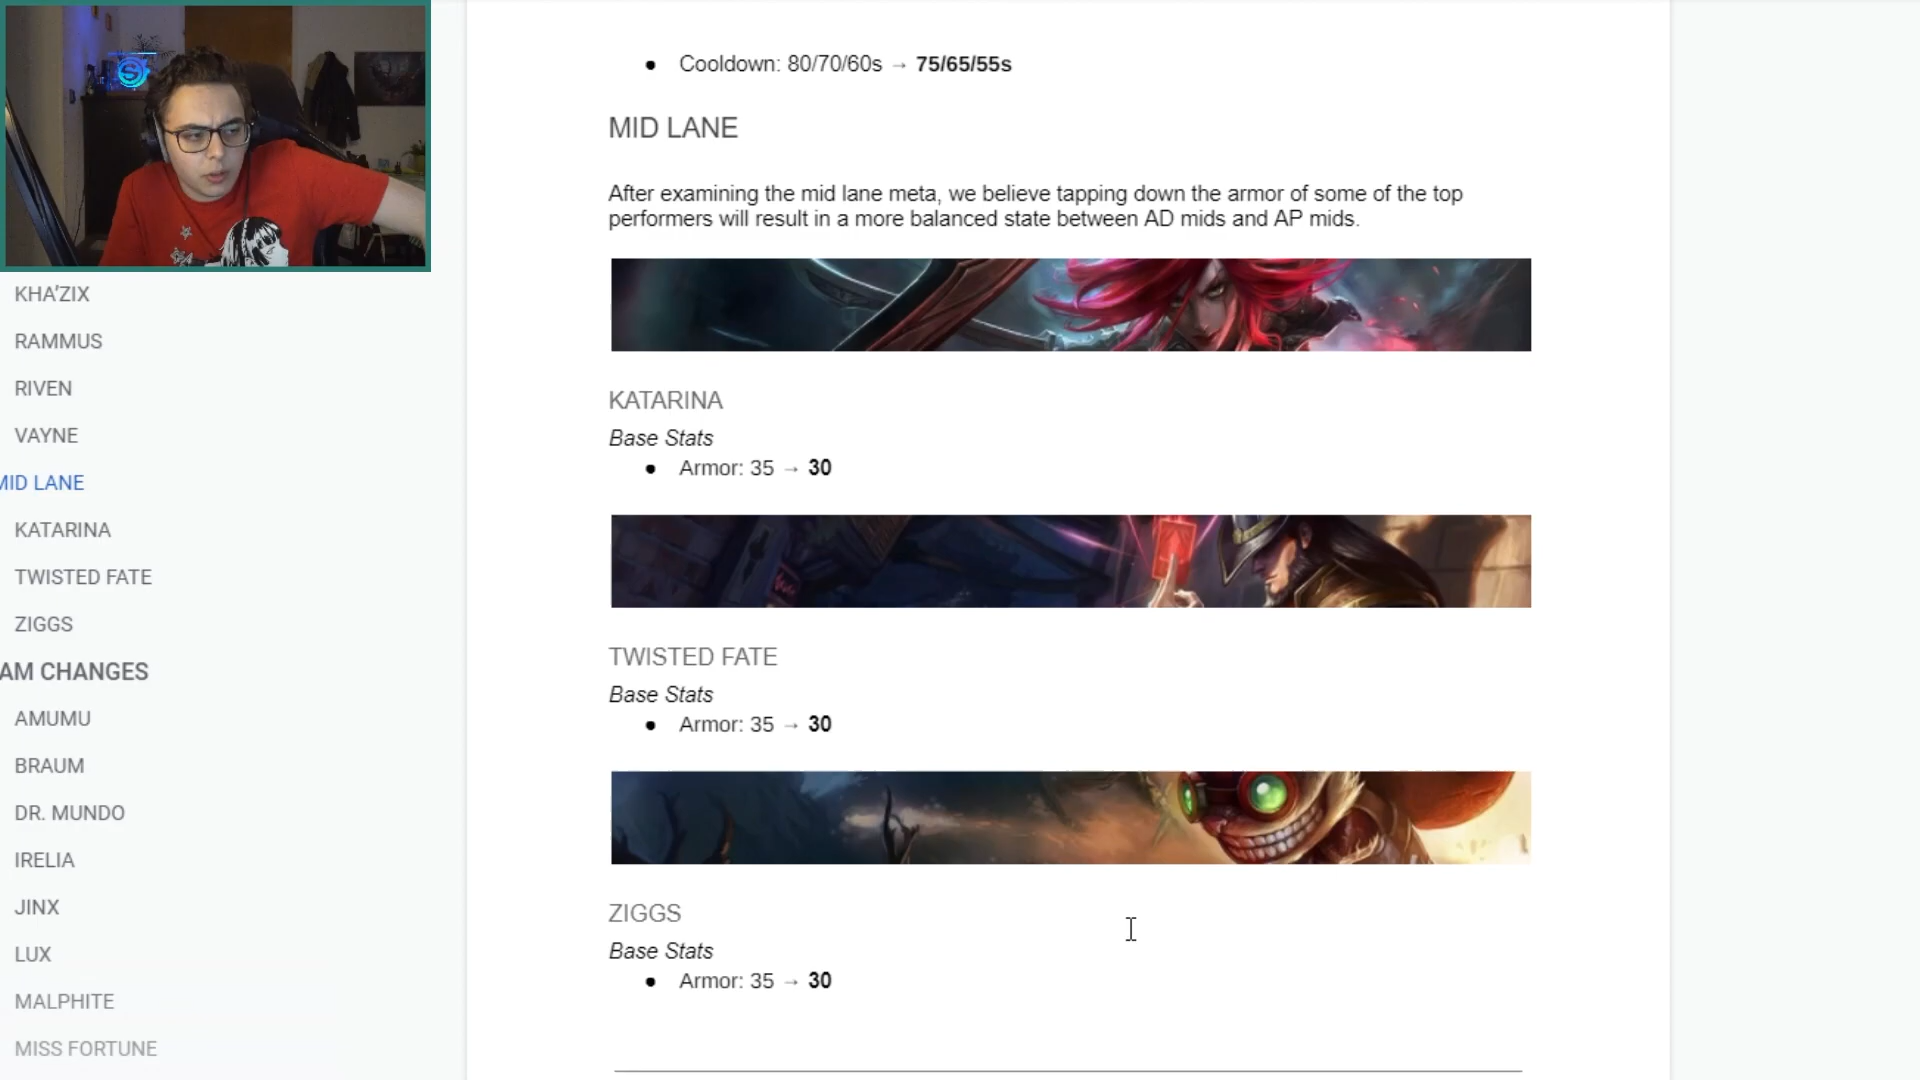 KHA'ZIX
RAMMUS
RIVEN
VAYNE
MID LANE
KATARINA
TWISTED FATE
ZIGGS
AM CHANGES
AMUMU
BRAUM
DR. MUNDO
IRELIA
JINX
LUX
MALPHITE
MISS FORTUNE
● Cooldown: 80/70/60s → 75/65/55s
MID LANE
After examining the mid lane meta, we believe tapping down the armor of some of the top
performers will result in a more balanced state between AD mids and AP mids.
KATARINA
Base Stats
● Armor: 35 → 30
TWISTED FATE
Base Stats
● Armor: 35 → 30
ZIGGS
Base Stats
● Armor: 35 → 30